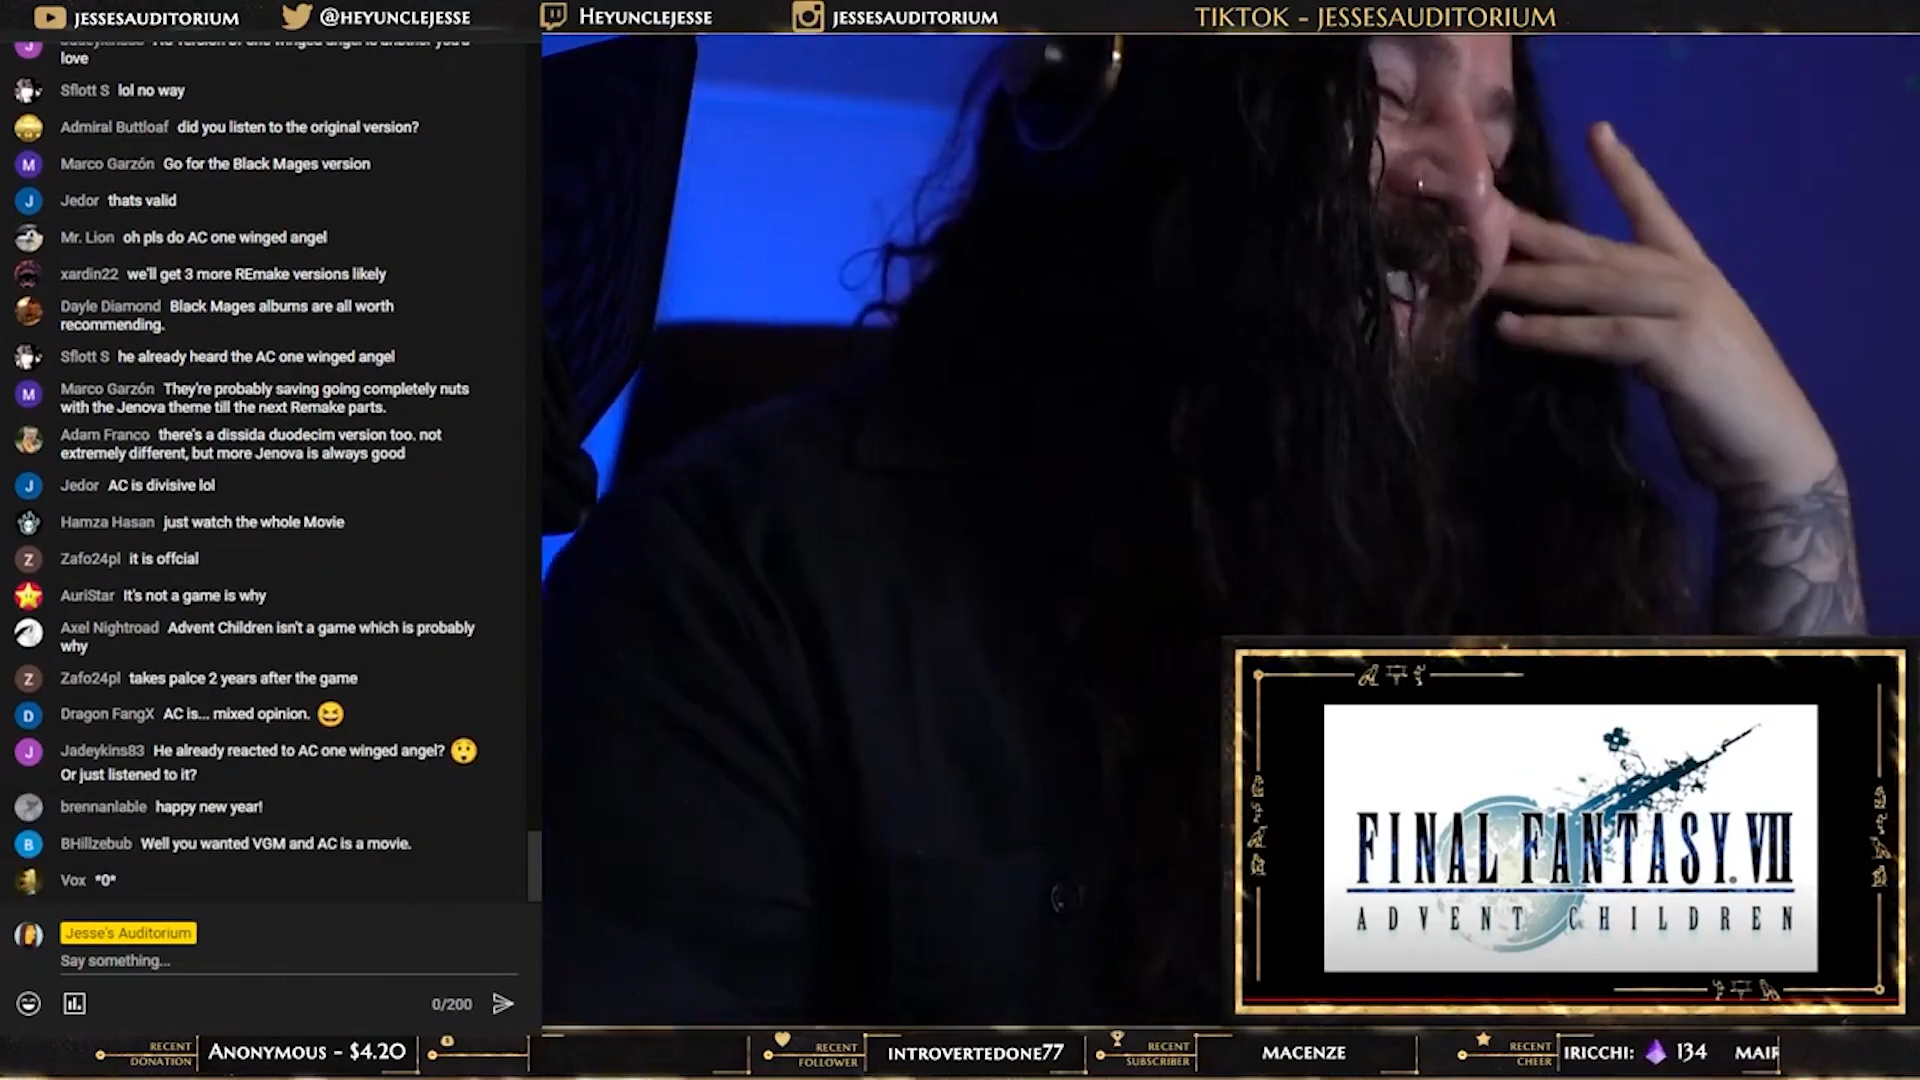 JESSESAUDITORIUM
@HEYUNCLEJESSE
HEYUNCLEJESSE
JESSESAUDITORIUM
TIKTOK - JESSESAUDITORIUM
love
Sflott S lol no way
Admiral Buttloaf did you listen to the original version?
M
Marco Garzón Go for the Black Mages version
J
Jedor thats valid
Mr. Lion oh pls do AC one winged angel
xardin22 we'll get 3 more REmake versions likely
Dayle Diamond Black Mages albums are all worth
recommending.
Sflott S he already heard the AC one winged angel
M
Marco Garzón They're probably saving going completely nuts
with the Jenova theme till the next Remake parts.
Adam Franco there's a dissida duodecim version too. not
extremely different, but more Jenova is always good
J
Jedor AC is divisive lol
Hamza Hasan just watch the whole Movie
Z
Zafo24pl it is offcial
AuriStar It's not a game is why
Axel Nightroad Advent Children isn't a game which is probably
why
Z
Zafo24pl takes palce 2 years after the game
D
Dragon FangX AC is... mixed opinion. 😆
J
Jadeykins83 He already reacted to AC one winged angel? 😲
Or just listened to it?
brennanlable happy new year!
B
BHillzebub Well you wanted VGM and AC is a movie.
Vox *0*
Jesse's Auditorium
Say something...
0/200
FINAL FANTASY. VII
ADVENT CHILDREN
RECENT
DONATION
ANONYMOUS - $4.20
RECENT
FOLLOWER
INTROVERTEDONE77
RECENT
SUBSCRIBER
MACENZE
RECENT
CHEER
IRICCHI: 134